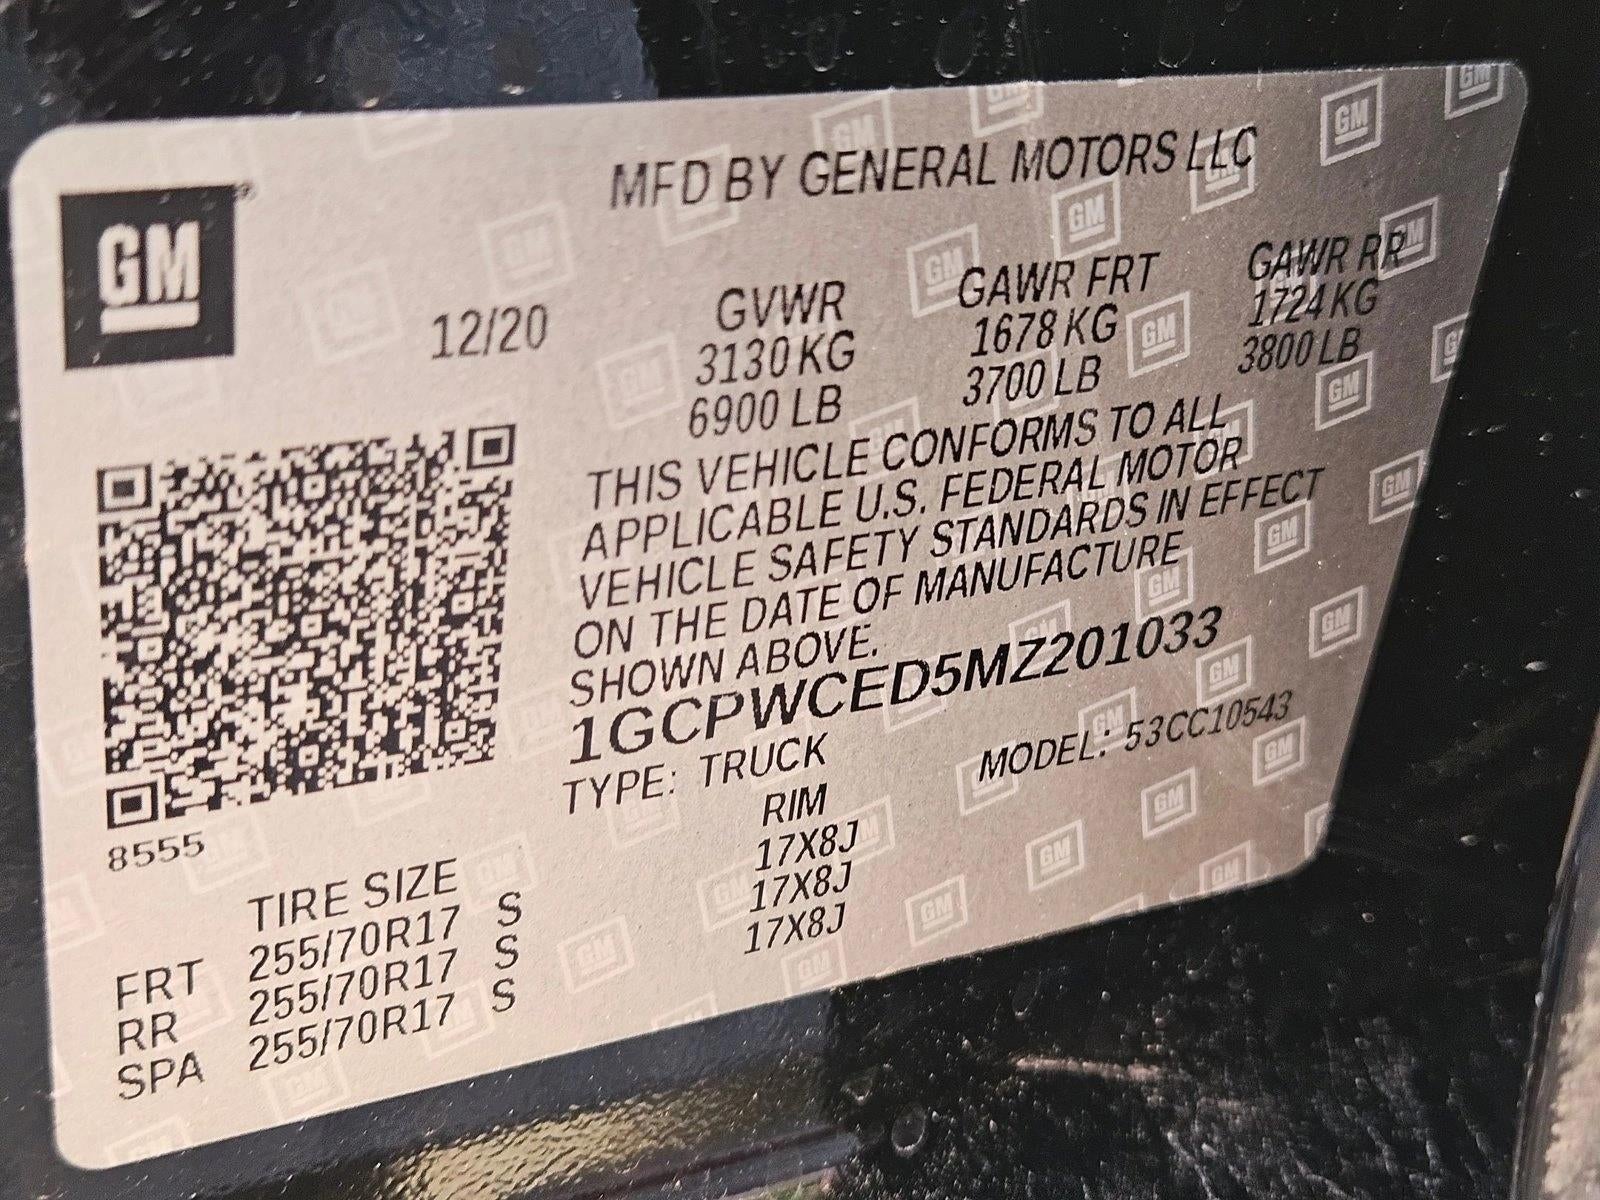 MFD BY GENERAL MOTORS LLC
GM
12/20
GVWR GAWR FRT GAWR RR
3130 KG 1678 KG 1724 KG
6900 LB 3700 LB 3800 LB
THIS VEHICLE CONFORMS TO ALL
APPLICABLE U.S. FEDERAL MOTOR
VEHICLE SAFETY STANDARDS IN EFFECT
ON THE DATE OF MANUFACTURE
SHOWN ABOVE.
1GCPWCED5MZ201033
TYPE: TRUCK MODEL: 53CC10543
8555
TIRE SIZE RIM
FRT 255/70R17 S 17X8J
RR 255/70R17 S 17X8J
SPA 255/70R17 S 17X8J